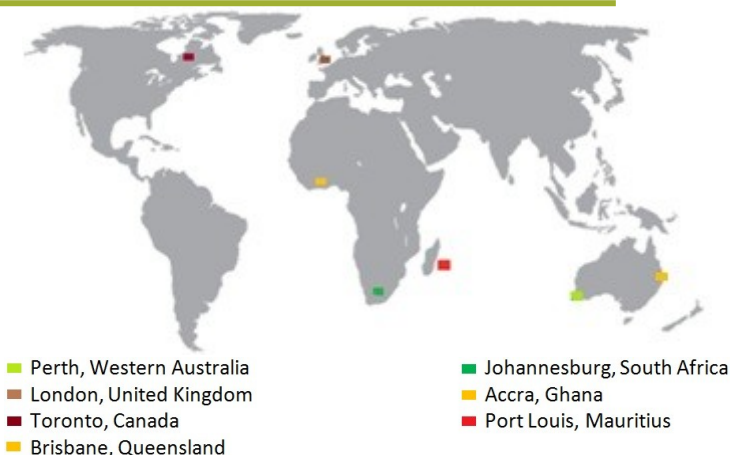 Perth, Western Australia
London, United Kingdom
Toronto, Canada
Brisbane, Queensland
Johannesburg, South Africa
Accra, Ghana
Port Louis, Mauritius